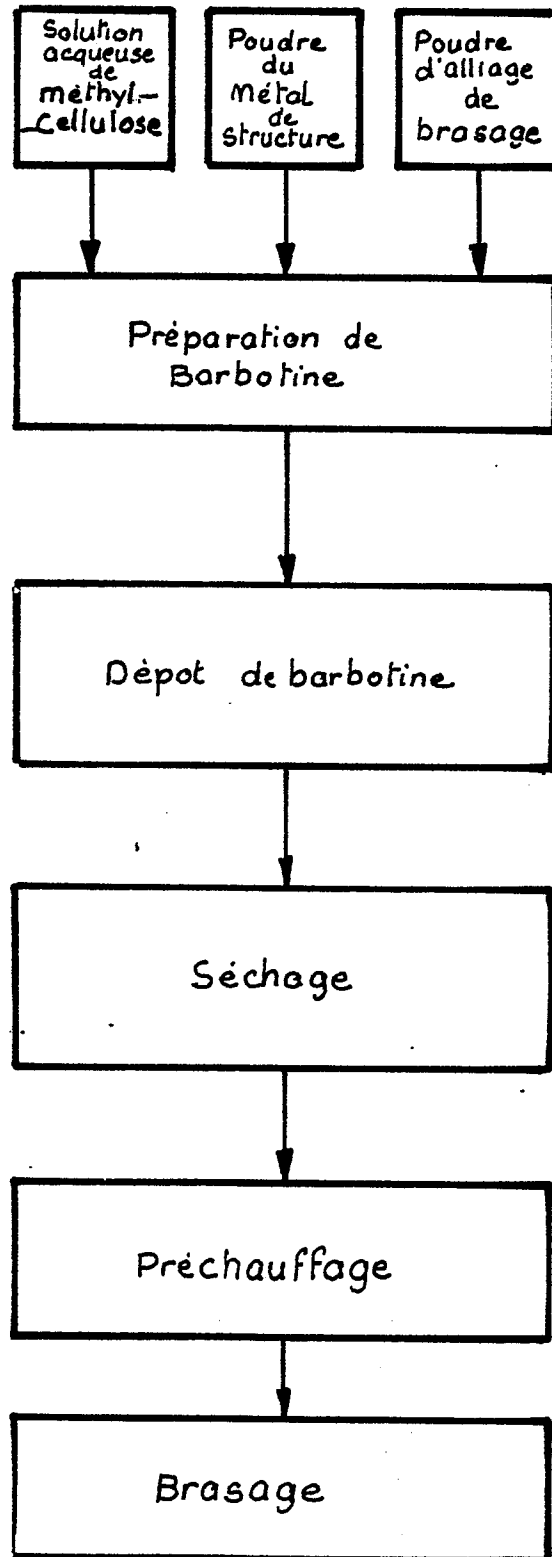 Solution
acqueuse
de
méthyl.-
Cellulose
Poudre
du
Métal
de
structure
Poudre
d'alliage
de
brasage
Préparation de
Barbotine
Dèpot de barbotine
Séchage
Préchauffage
Brasage